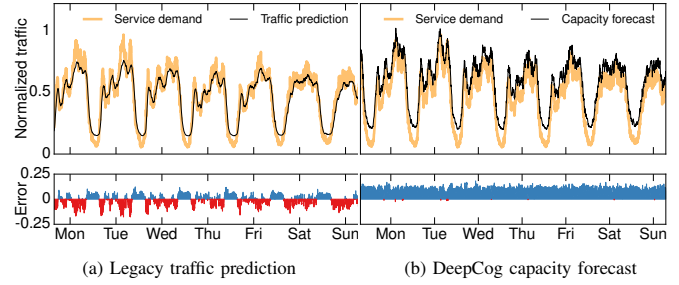 Service demand Traffic prediction
Service demand Capacity forecast
Normalized traffic
1
0.5
0
0.25
0
-0.25
Error
Mon Tue Wed Thu Fri Sat Sun
Mon Tue Wed Thu Fri Sat Sun
(a) Legacy traffic prediction
(b) DeepCog capacity forecast